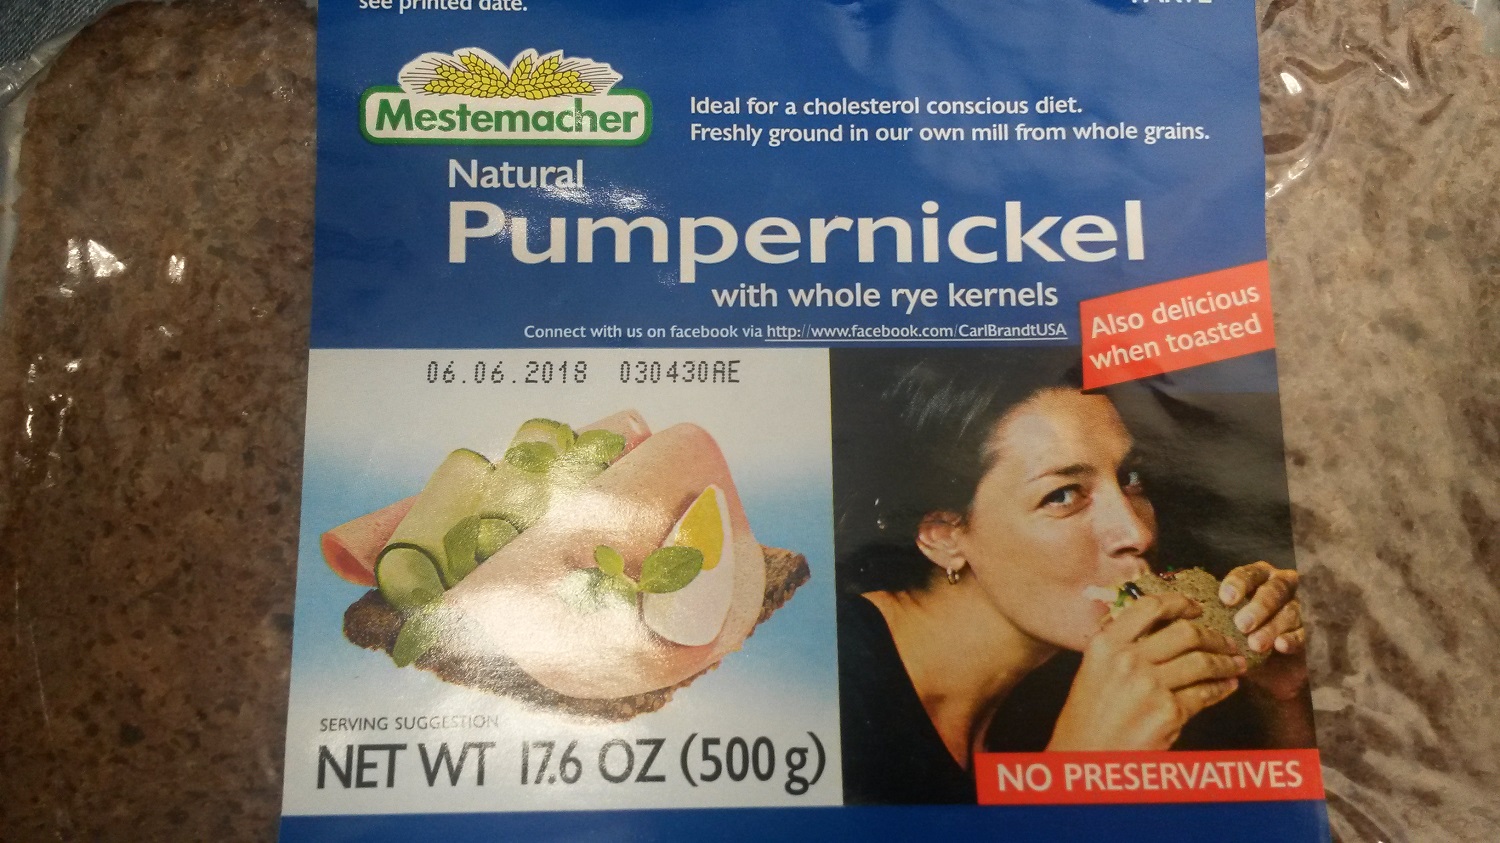 see printed date.
Mestemacher
Ideal for a cholesterol conscious diet.
Freshly ground in our own mill from whole grains.
Natural
Pumpernickel
with whole rye kernels
Connect with us on facebook via http://www.facebook.com/CarlBrandtUSA
Also delicious
when toasted
06.06.2018 030430AE
SERVING SUGGESTION
NET WT 17.6 OZ (500 g)
NO PRESERVATIVES